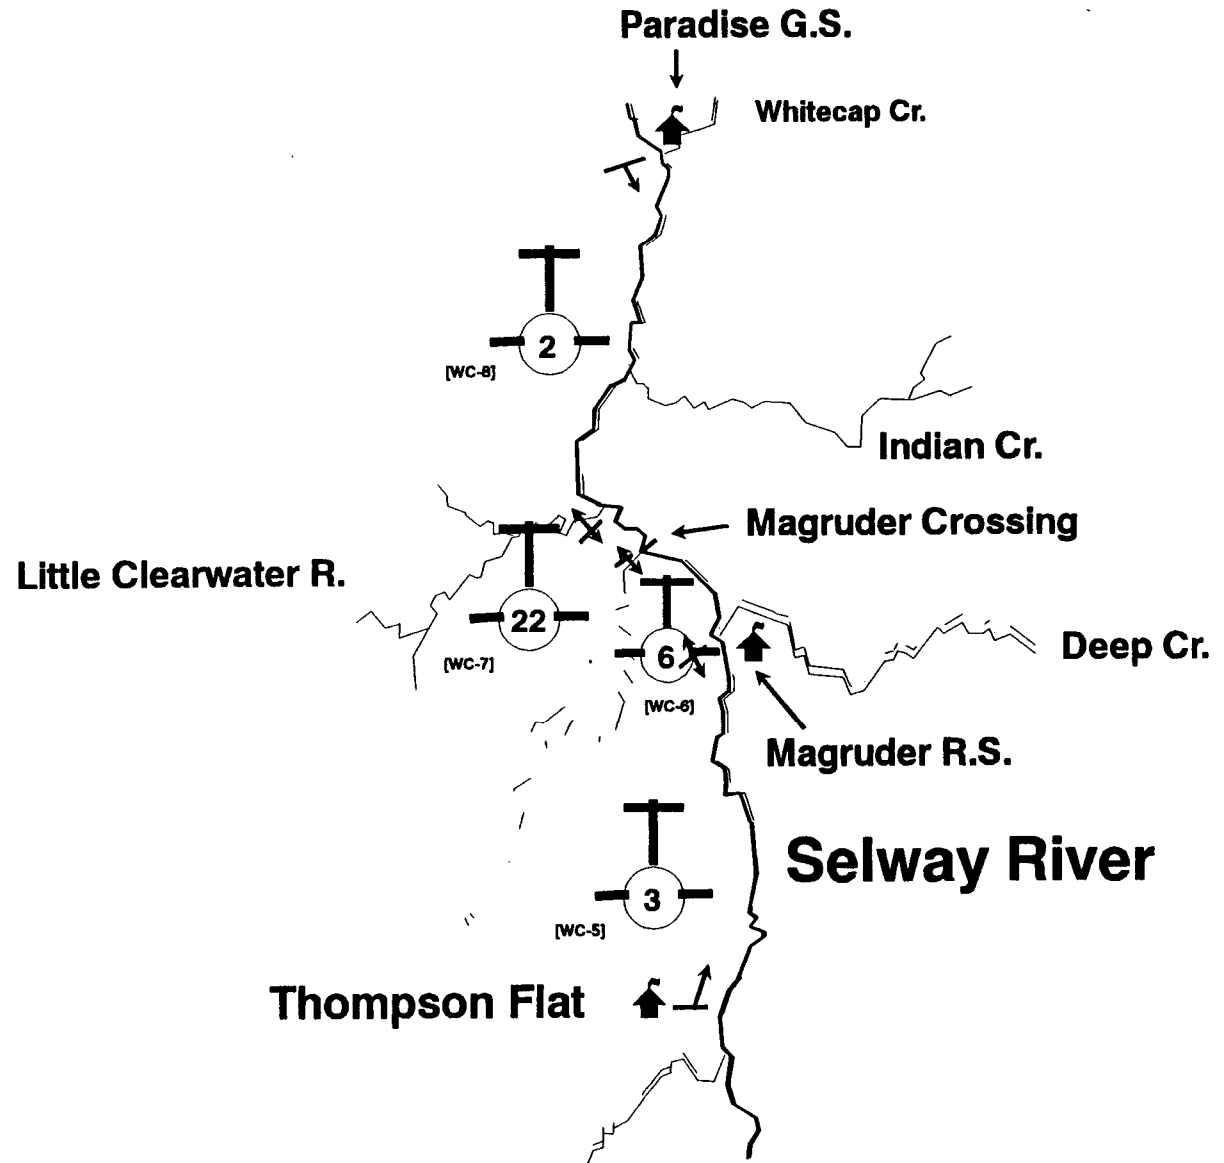 Paradise G.S.
Whitecap Cr.
2
[WC-8]
Indian Cr.
Magruder Crossing
Little Clearwater R.
22
[WC-7]
6
[WC-6]
Deep Cr.
Magruder R.S.
Selway River
3
[WC-5]
Thompson Flat